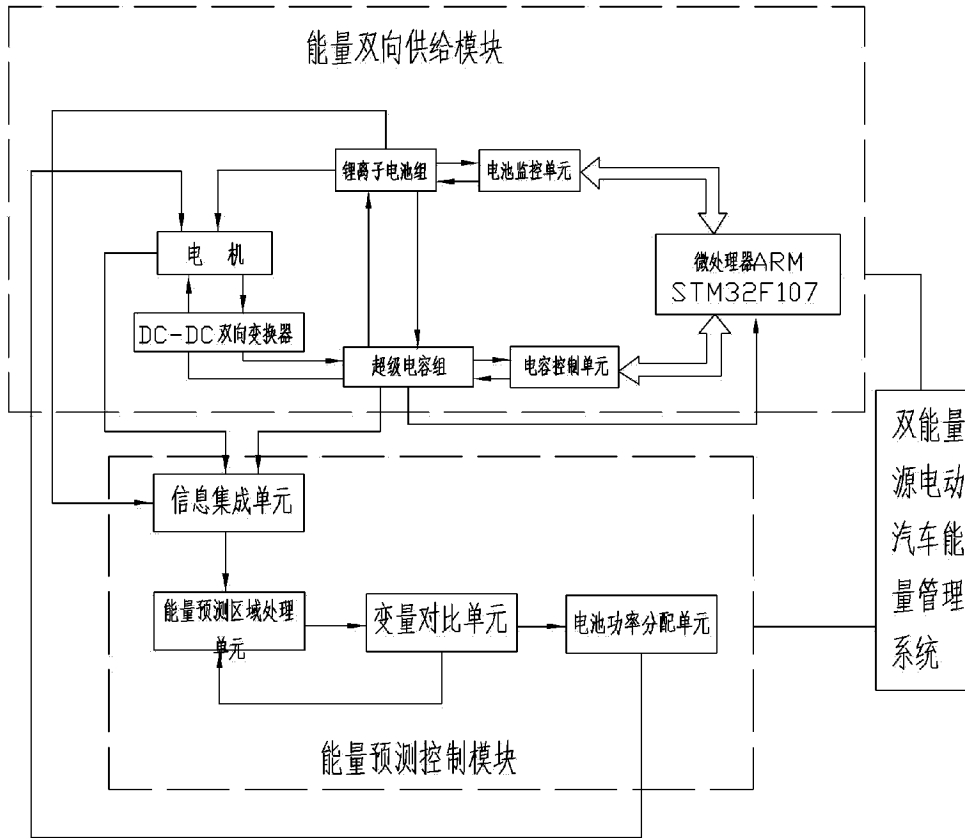 能量双向供给模块
锂离子电池组
电池监控单元
电 机
微处理器ARM
STM32F107
DC-DC双向变换器
超级电容组
电容控制单元
双能量
源电动
汽车能
量管理
系统
信息集成单元
能量预测区域处理
单元
变量对比单元
电池功率分配单元
能量预测控制模块